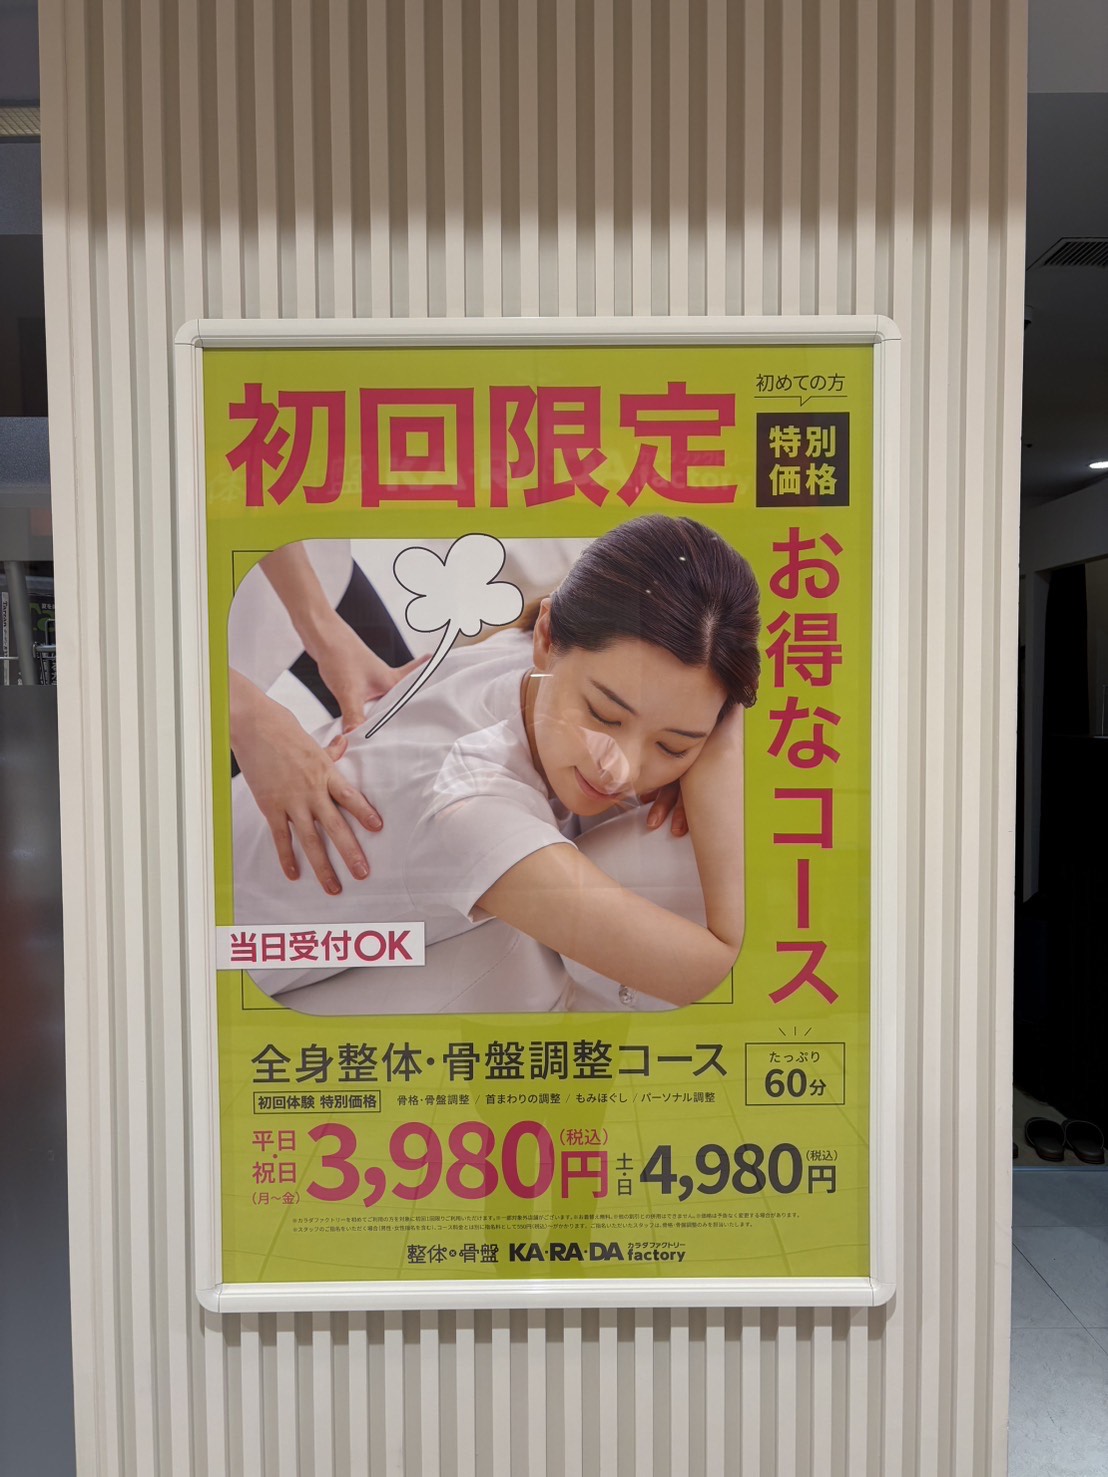 初回限定
初めての方
特別
価格
お得なコース
当日受付OK
全身整体・骨盤調整コース
たっぷり
60分
初回体験 特別価格
骨格・骨盤調整 / 首まわりの調整 / もみほぐし / パーソナル調整
平日・祝日(月〜金) 3,980円(税込)
土・日 4,980円(税込)
整体×骨盤 KA・RA・DA factory カラダファクトリー